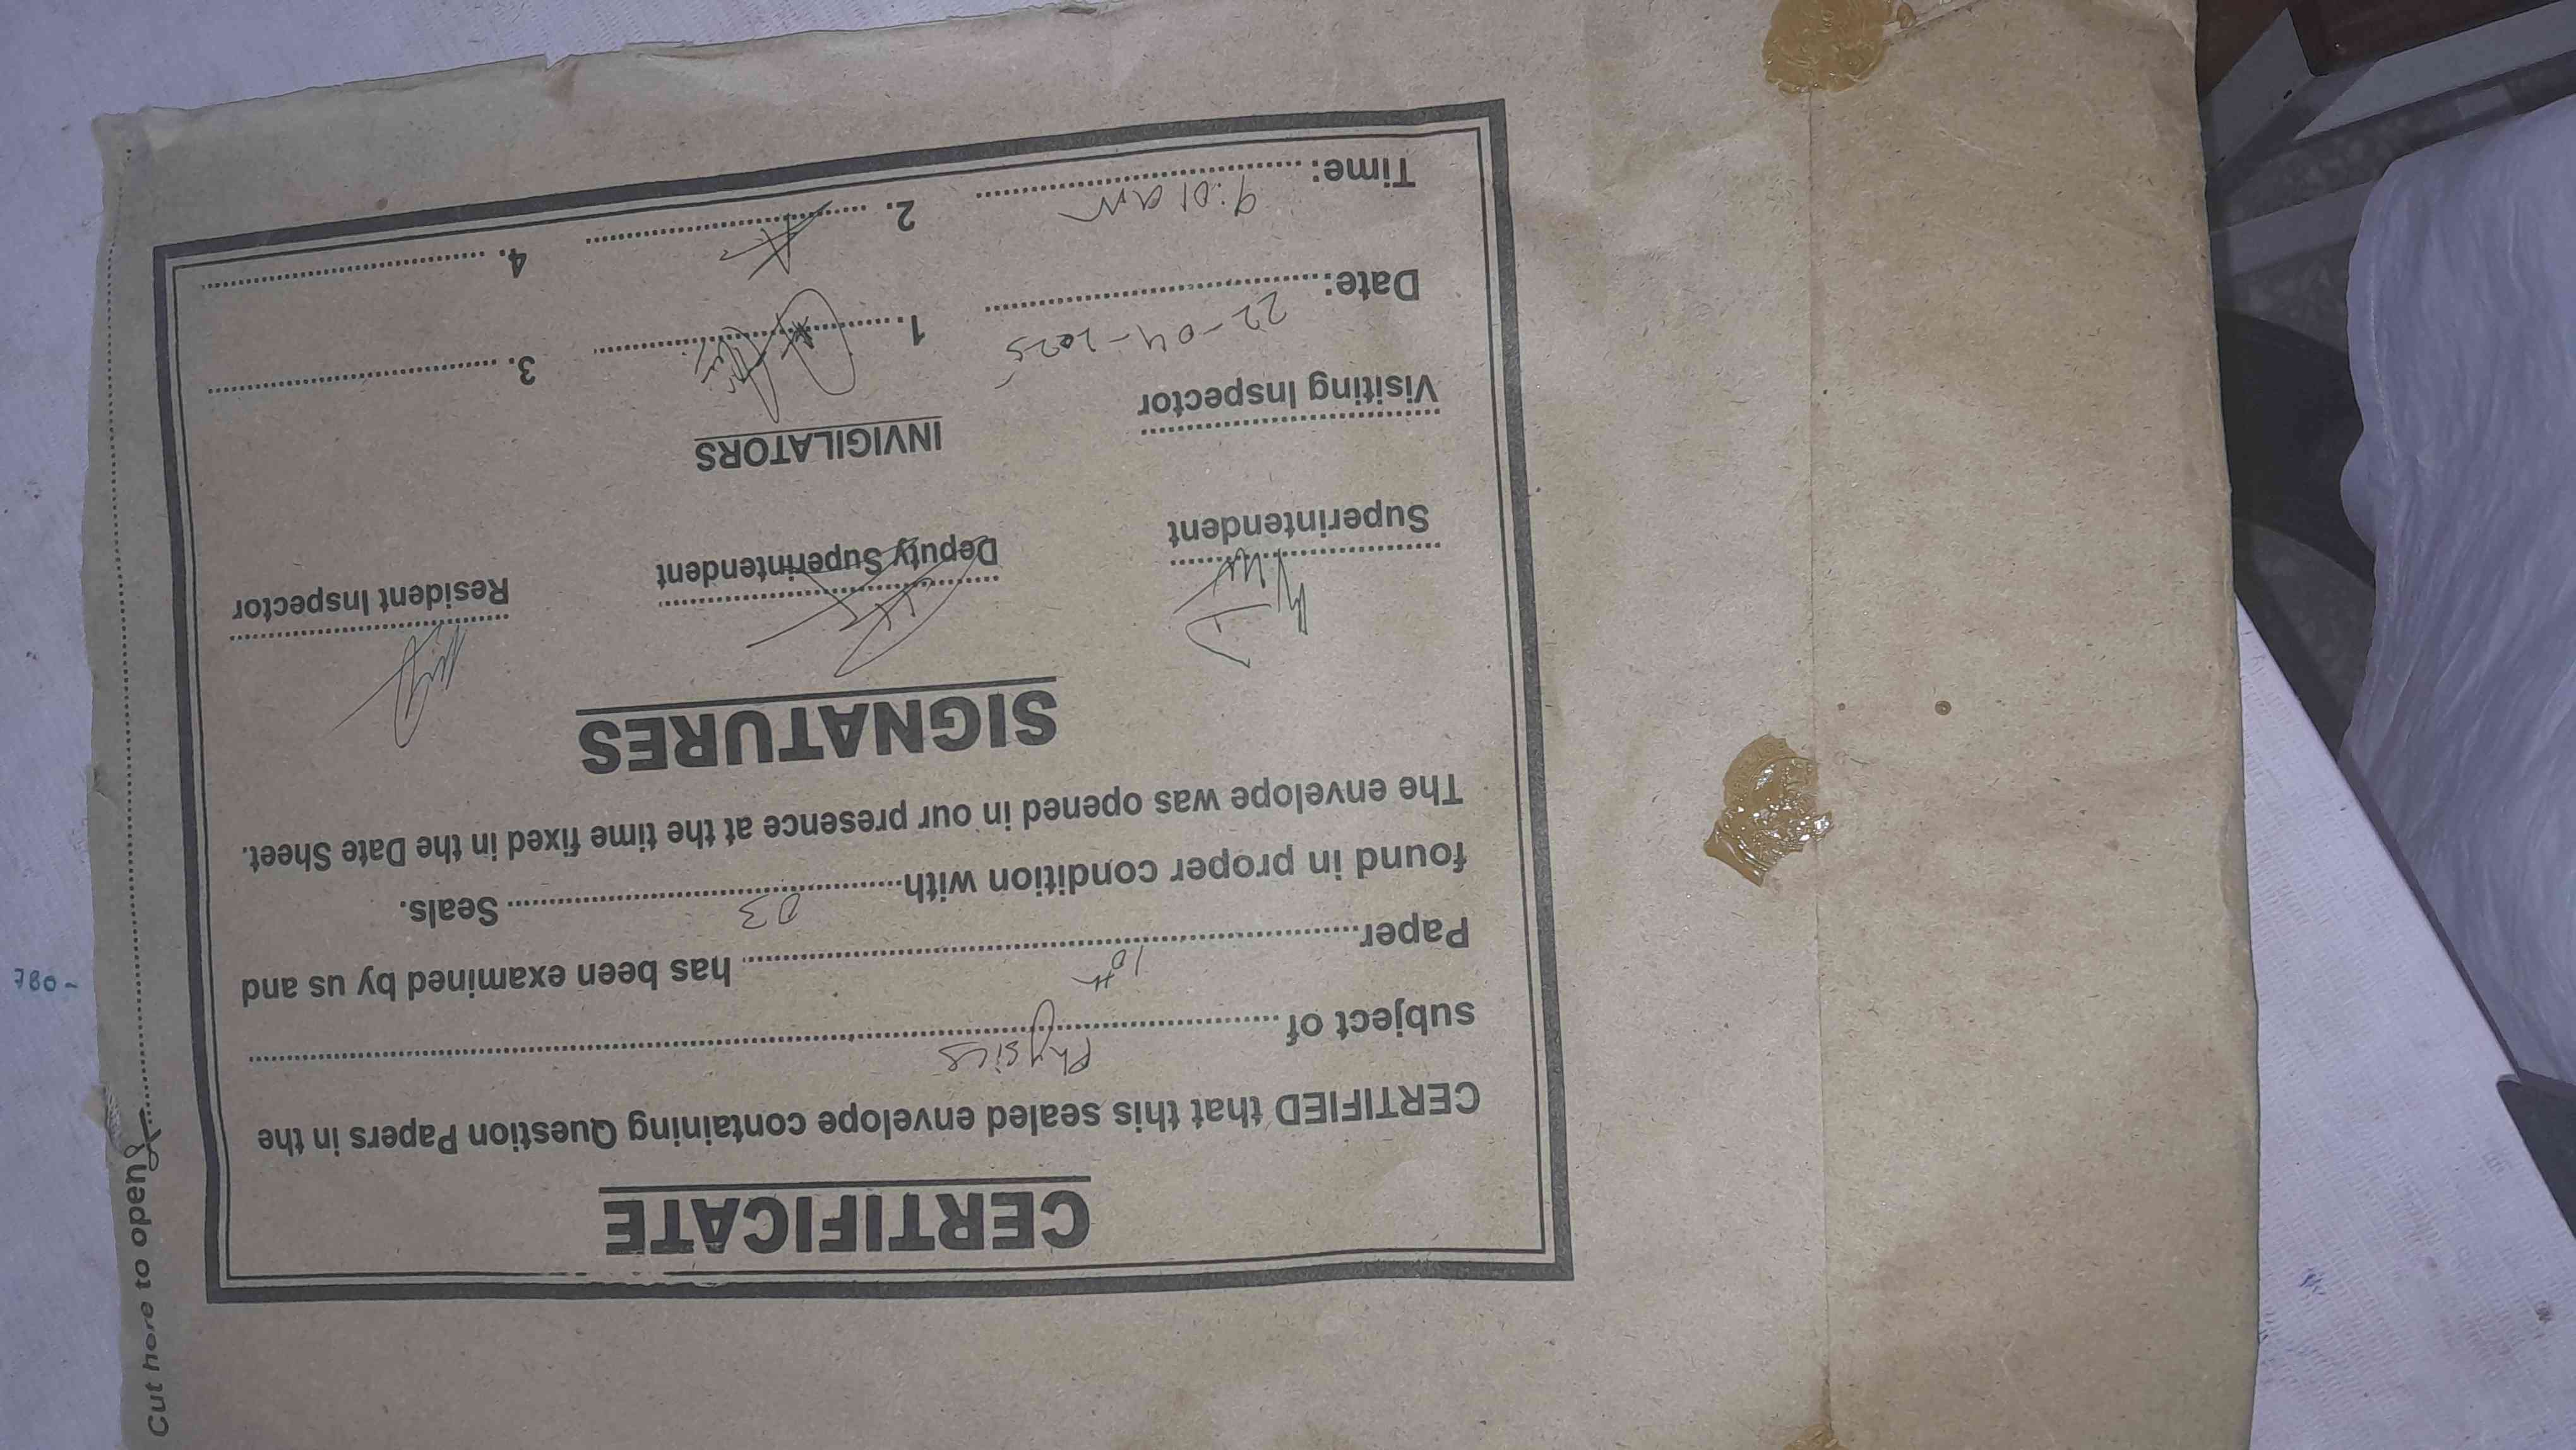 CERTIFICATE
CERTIFIED that this sealed envelope containing Question Papers in the
subject of .......... Physics ..........
Paper .......... 10th .......... has been examined by us and
found in proper condition with .......... 03 .......... Seals.
The envelope was opened in our presence at the time fixed in the Date Sheet.
SIGNATURES
Superintendent Deputy Superintendent Resident Inspector
INVIGILATORS
Visiting Inspector
1. .......... 3. ..........
Date: 22-04-2025
2. .......... 4. ..........
Time: 9:01 am
Cut here to open
780-